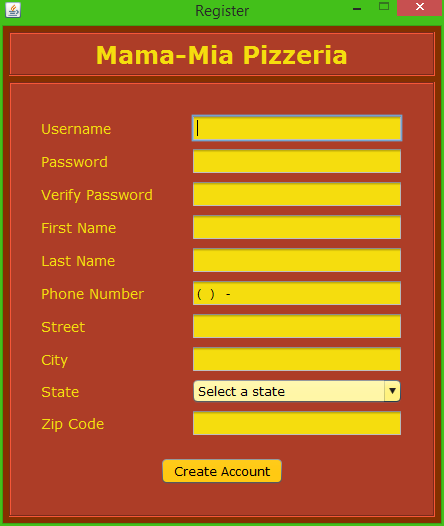 Register
Mama-Mia Pizzeria
Username
Password
Verify Password
First Name
Last Name
Phone Number ( ) -
Street
City
State Select a state
Zip Code
Create Account